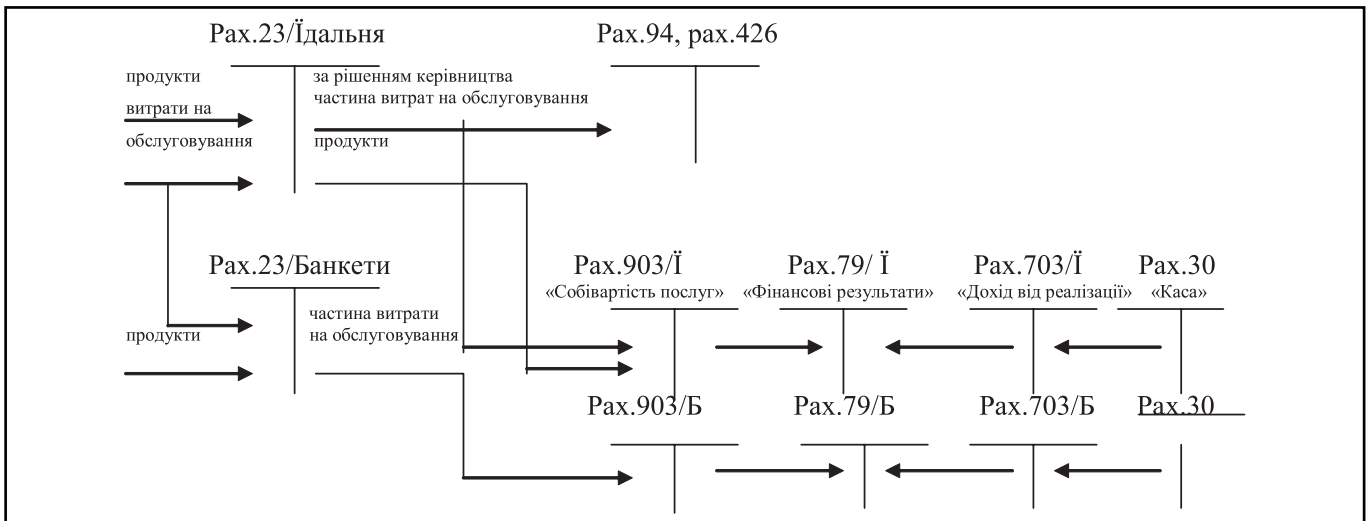 Рах.23/Їдальня
Рах.94, рах.426
продукти
витрати на
обслуговування
за рішенням керівництва
частина витрат на обслуговування
продукти
Рах.23/Банкети
продукти
частина витрати
на обслуговування
Рах.903/Ї
«Собівартість послуг»
Рах.79/ Ї
«Фінансові результати»
Рах.703/Ї
«Дохід від реалізації»
Рах.30
«Каса»
Рах.903/Б
Рах.79/Б
Рах.703/Б
Рах.30